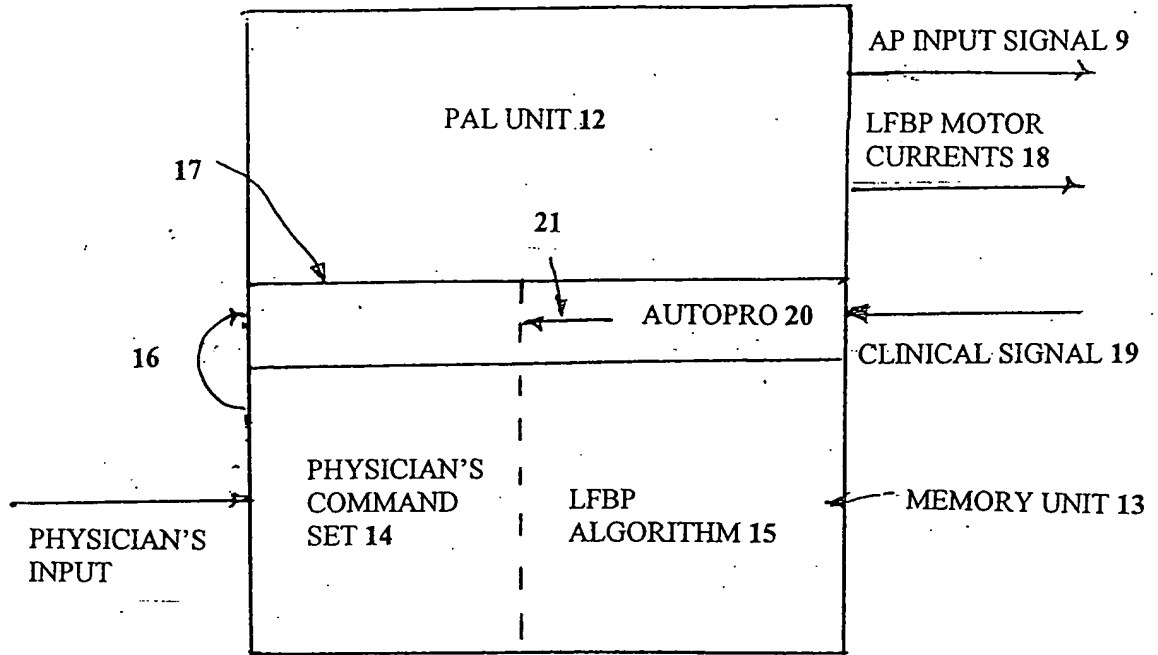 AP INPUT SIGNAL 9
PAL UNIT 12
LFBP MOTOR
CURRENTS 18
17
21
AUTOPRO 20
16
CLINICAL SIGNAL 19
PHYSICIAN'S
COMMAND
SET 14
LFBP
ALGORITHM 15
MEMORY UNIT 13
PHYSICIAN'S
INPUT